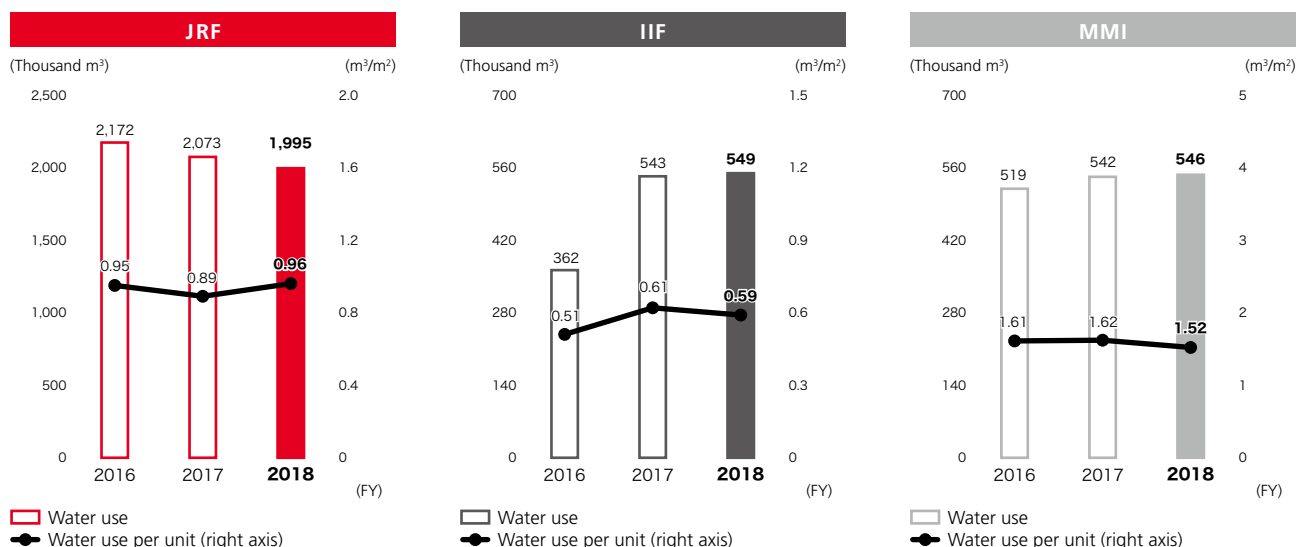 JRF
(Thousand m³) (m³/m²)
2,500 2.0
2,172
2,073
1,995
2,000 1.6
1,500 1.2
0.95
0.89
0.96
1,000 0.8
500 0.4
0 0
2016 2017 2018
(FY)
Water use
Water use per unit (right axis)
IIF
(Thousand m³) (m³/m²)
700 1.5
543
549
560 1.2
420 0.9
362
0.61
0.59
0.51
280 0.6
140 0.3
0 0
2016 2017 2018
(FY)
Water use
Water use per unit (right axis)
MMI
(Thousand m³) (m³/m²)
700 5
519
542
546
560 4
420 3
280 2
1.61
1.62
1.52
140 1
0 0
2016 2017 2018
(FY)
Water use
Water use per unit (right axis)